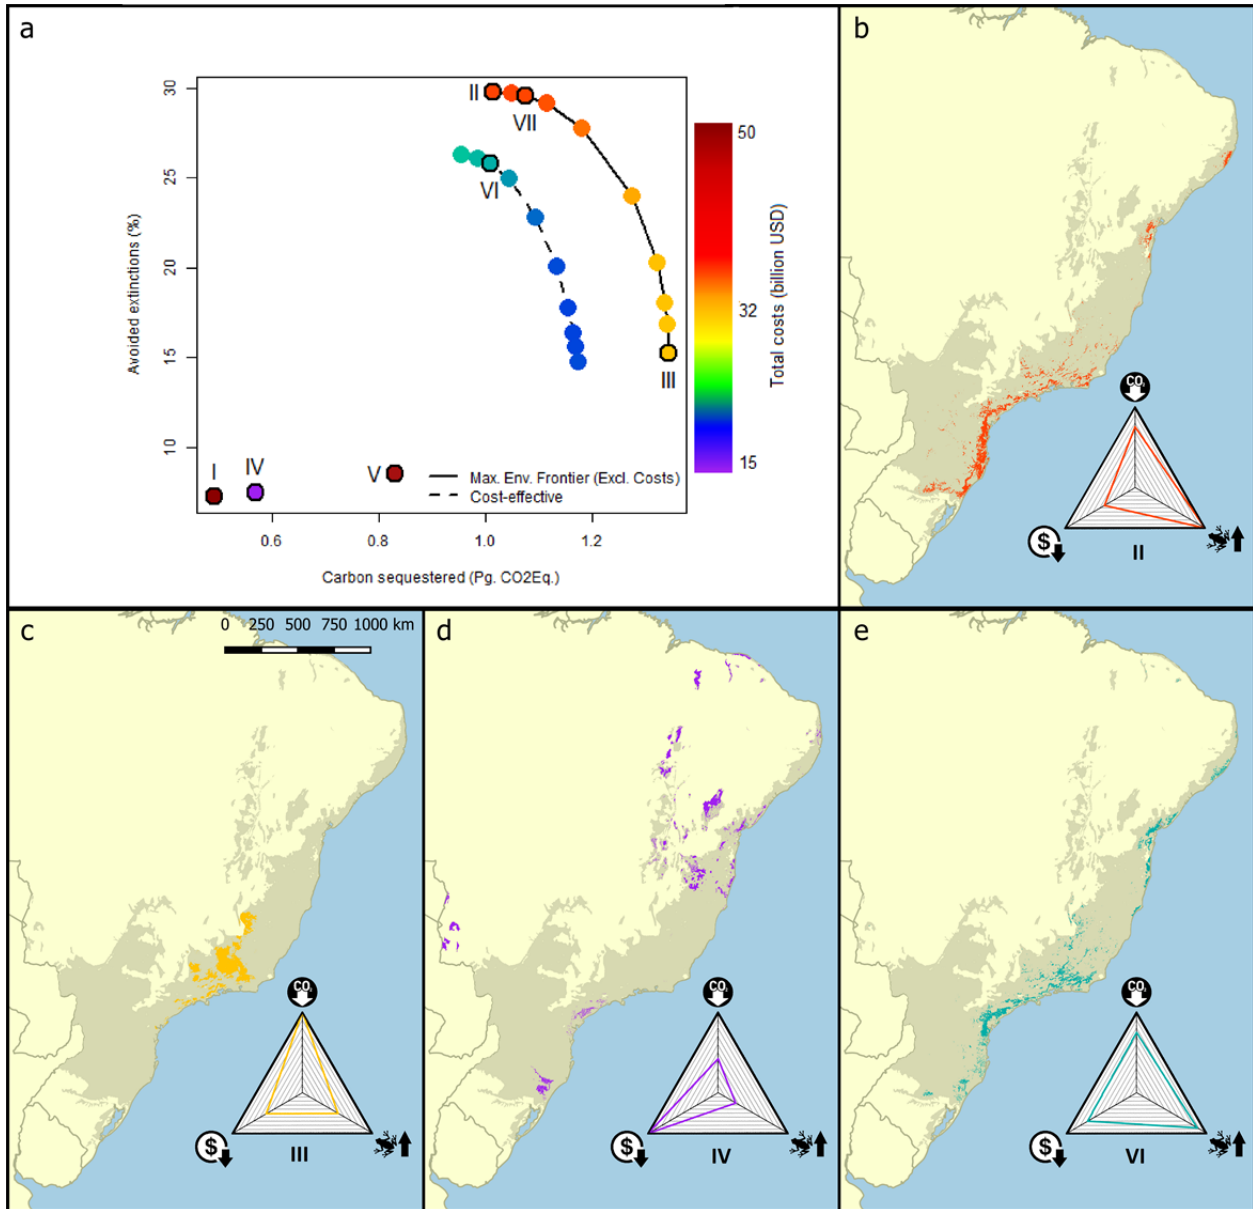 a
30
25
20
15
10
Avoided extinctions (%)
II
VII
VI
III
I
IV
V
Max. Env. Frontier (Excl. Costs)
Cost-effective
0.6
0.8
1.0
1.2
Carbon sequestered (Pg. CO2Eq.)
50
32
15
Total costs (billion USD)
b
CO₂
$
II
c
0 250 500 750 1000 km
CO₂
$
III
d
CO₂
$
IV
e
CO₂
$
VI